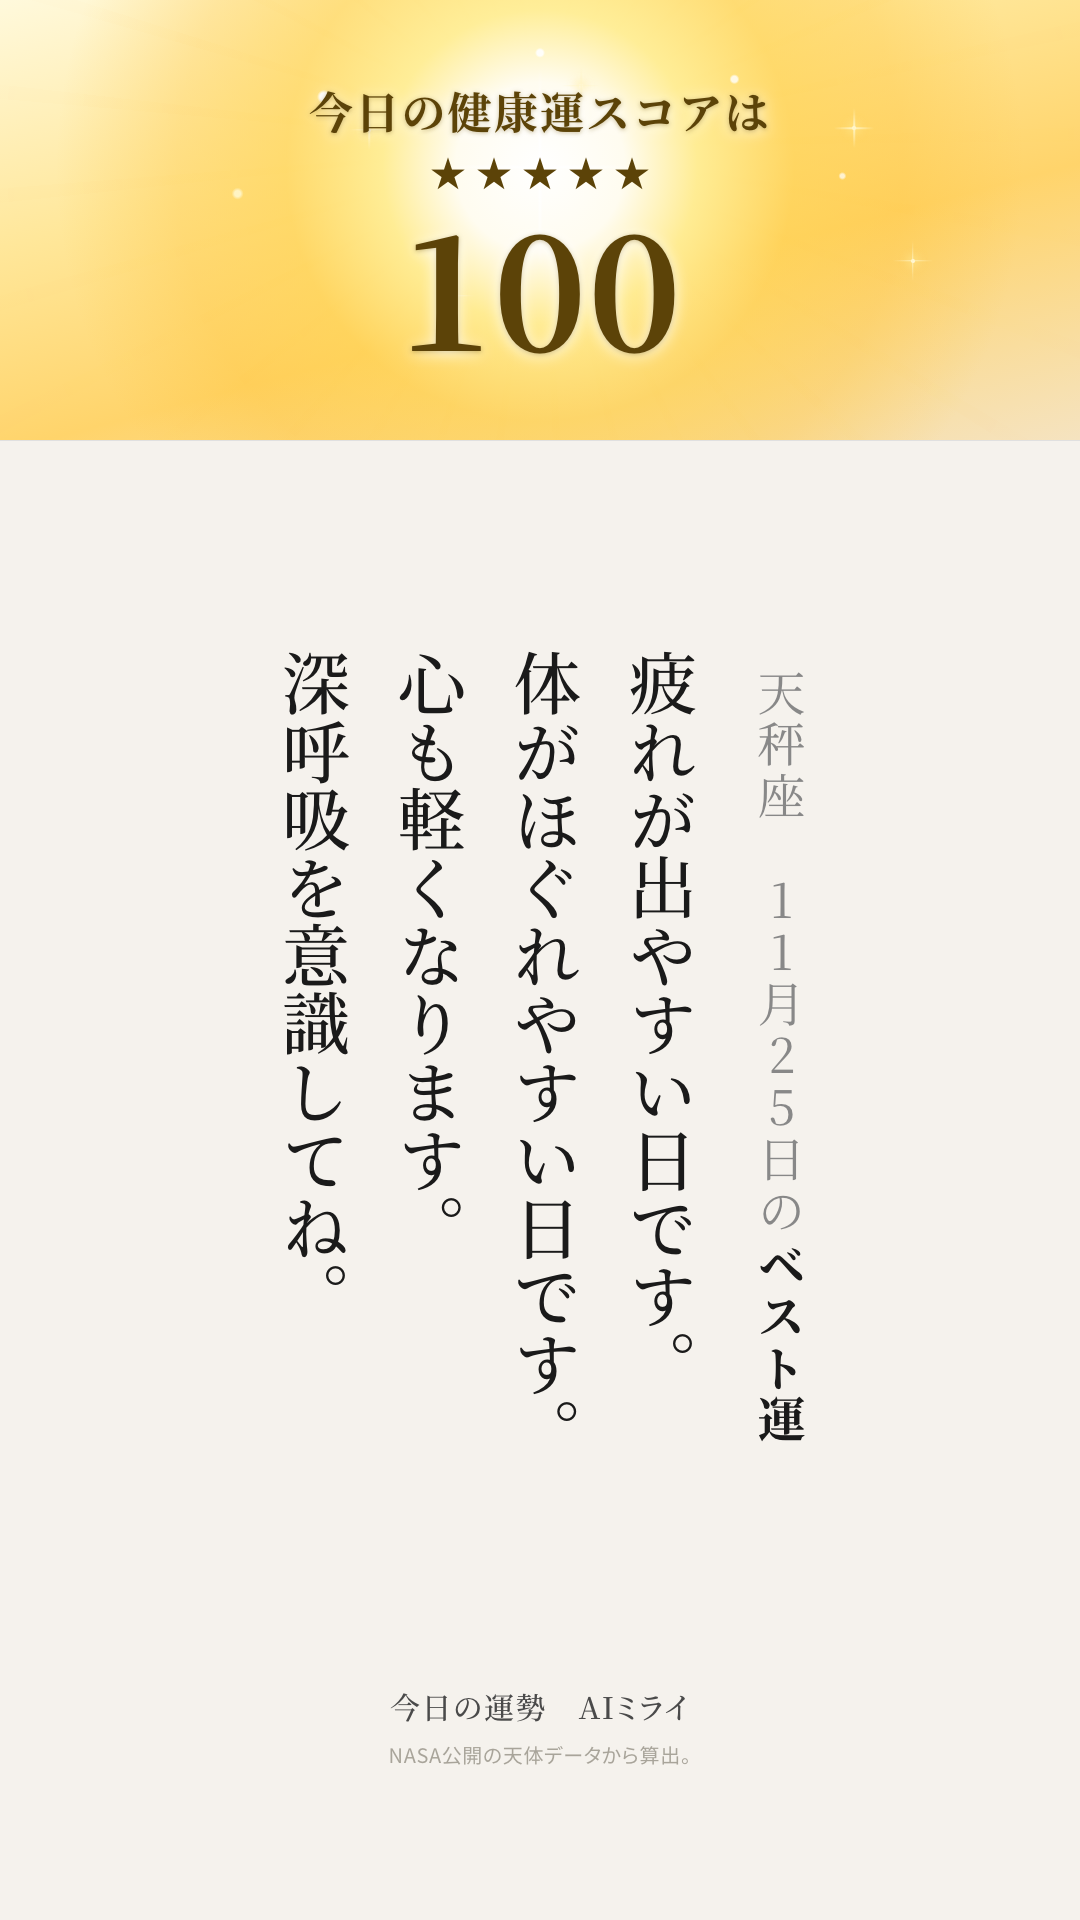 今日の健康運スコアは
★★★★★
100
天秤座　11月25日のベスト運
疲れが出やすい日です。
体がほぐれやすい日です。
心も軽くなります。
深呼吸を意識してね。
今日の運勢　AIミライ
NASA公開の天体データから算出。